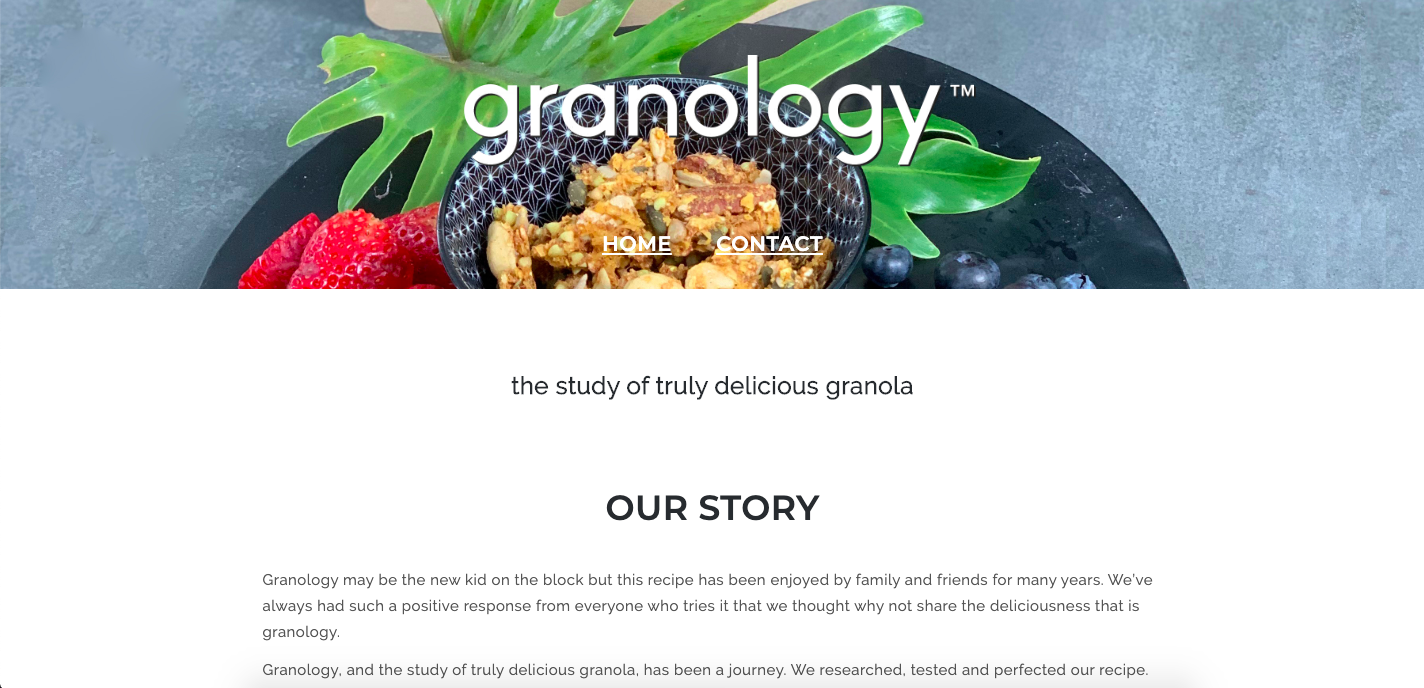 granology™
HOME CONTACT
the study of truly delicious granola
OUR STORY
Granology may be the new kid on the block but this recipe has been enjoyed by family and friends for many years. We've
always had such a positive response from everyone who tries it that we thought why not share the deliciousness that is
granology.
Granology, and the study of truly delicious granola, has been a journey. We researched, tested and perfected our recipe.